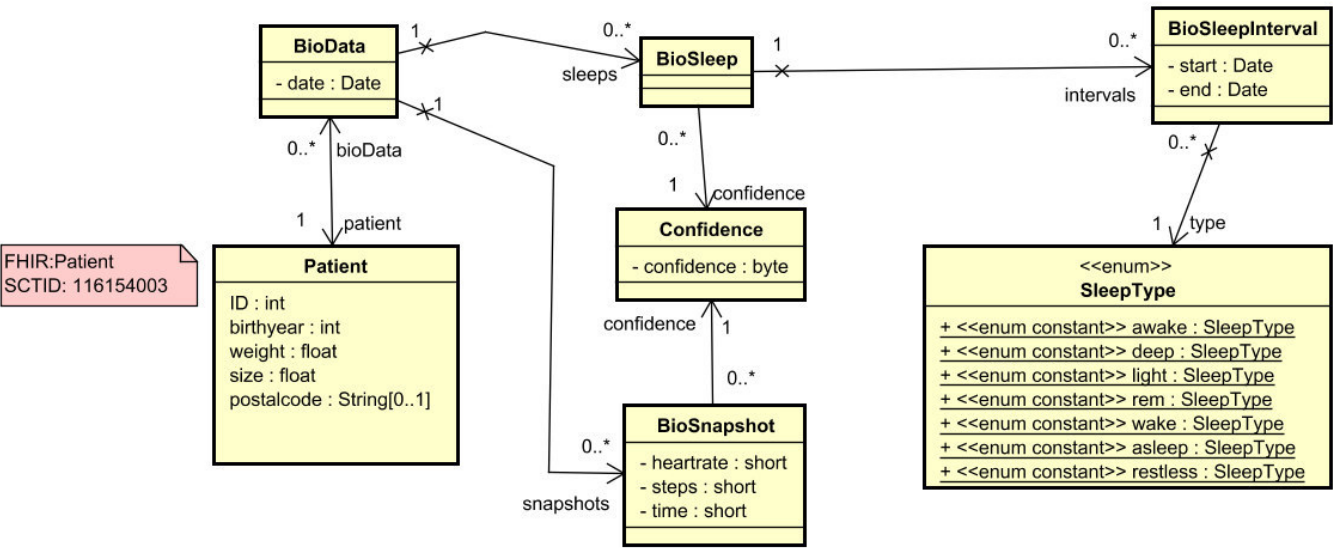 BioData
- date : Date
1
0..*
sleeps
BioSleep
1
0..*
intervals
BioSleepInterval
- start : Date
- end : Date
1
0..*
bioData
1
patient
0..*
1
confidence
0..*
1
type
FHIR:Patient
SCTID: 116154003
Patient
ID : int
birthyear : int
weight : float
size : float
postalcode : String[0..1]
Confidence
- confidence : byte
confidence
1
0..*
<<enum>>
SleepType
+ <<enum constant>> awake : SleepType
+ <<enum constant>> deep : SleepType
+ <<enum constant>> light : SleepType
+ <<enum constant>> rem : SleepType
+ <<enum constant>> wake : SleepType
+ <<enum constant>> asleep : SleepType
+ <<enum constant>> restless : SleepType
0..*
snapshots
BioSnapshot
- heartrate : short
- steps : short
- time : short